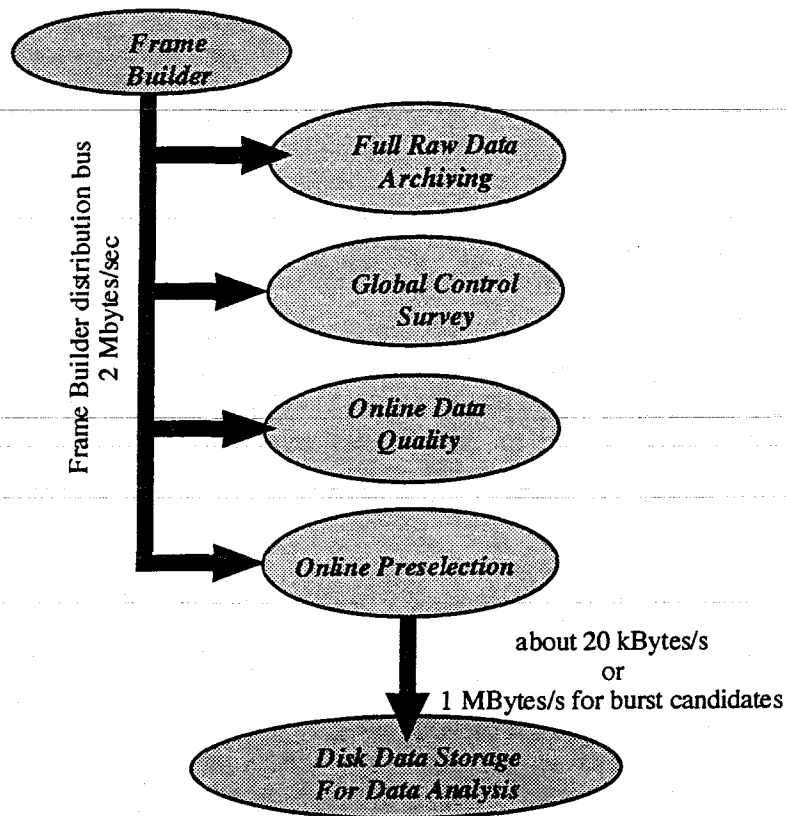 Frame
Builder
Full Raw Data
Archiving
Frame Builder distribution bus
2 Mbytes/sec
Global Control
Survey
Online Data
Quality
Online Preselection
about 20 kBytes/s
or
1 MBytes/s for burst candidates
Disk Data Storage
For Data Analysis